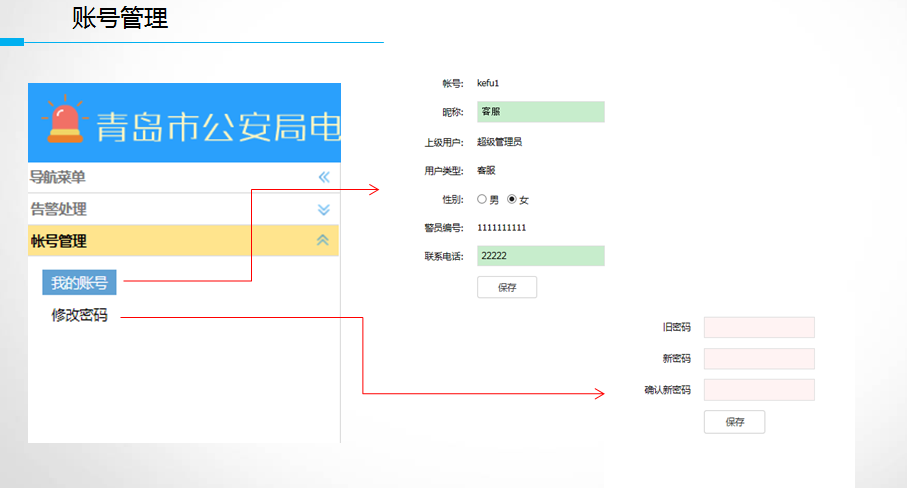 账号管理
青岛市公安局电
导航菜单
告警处理
帐号管理
我的账号
修改密码
帐号: kefu1
昵称: 客服
上级用户: 超级管理员
用户类型: 客服
性别: 男 女
警员编号: 1111111111
联系电话: 22222
保存
旧密码
新密码
确认新密码
保存